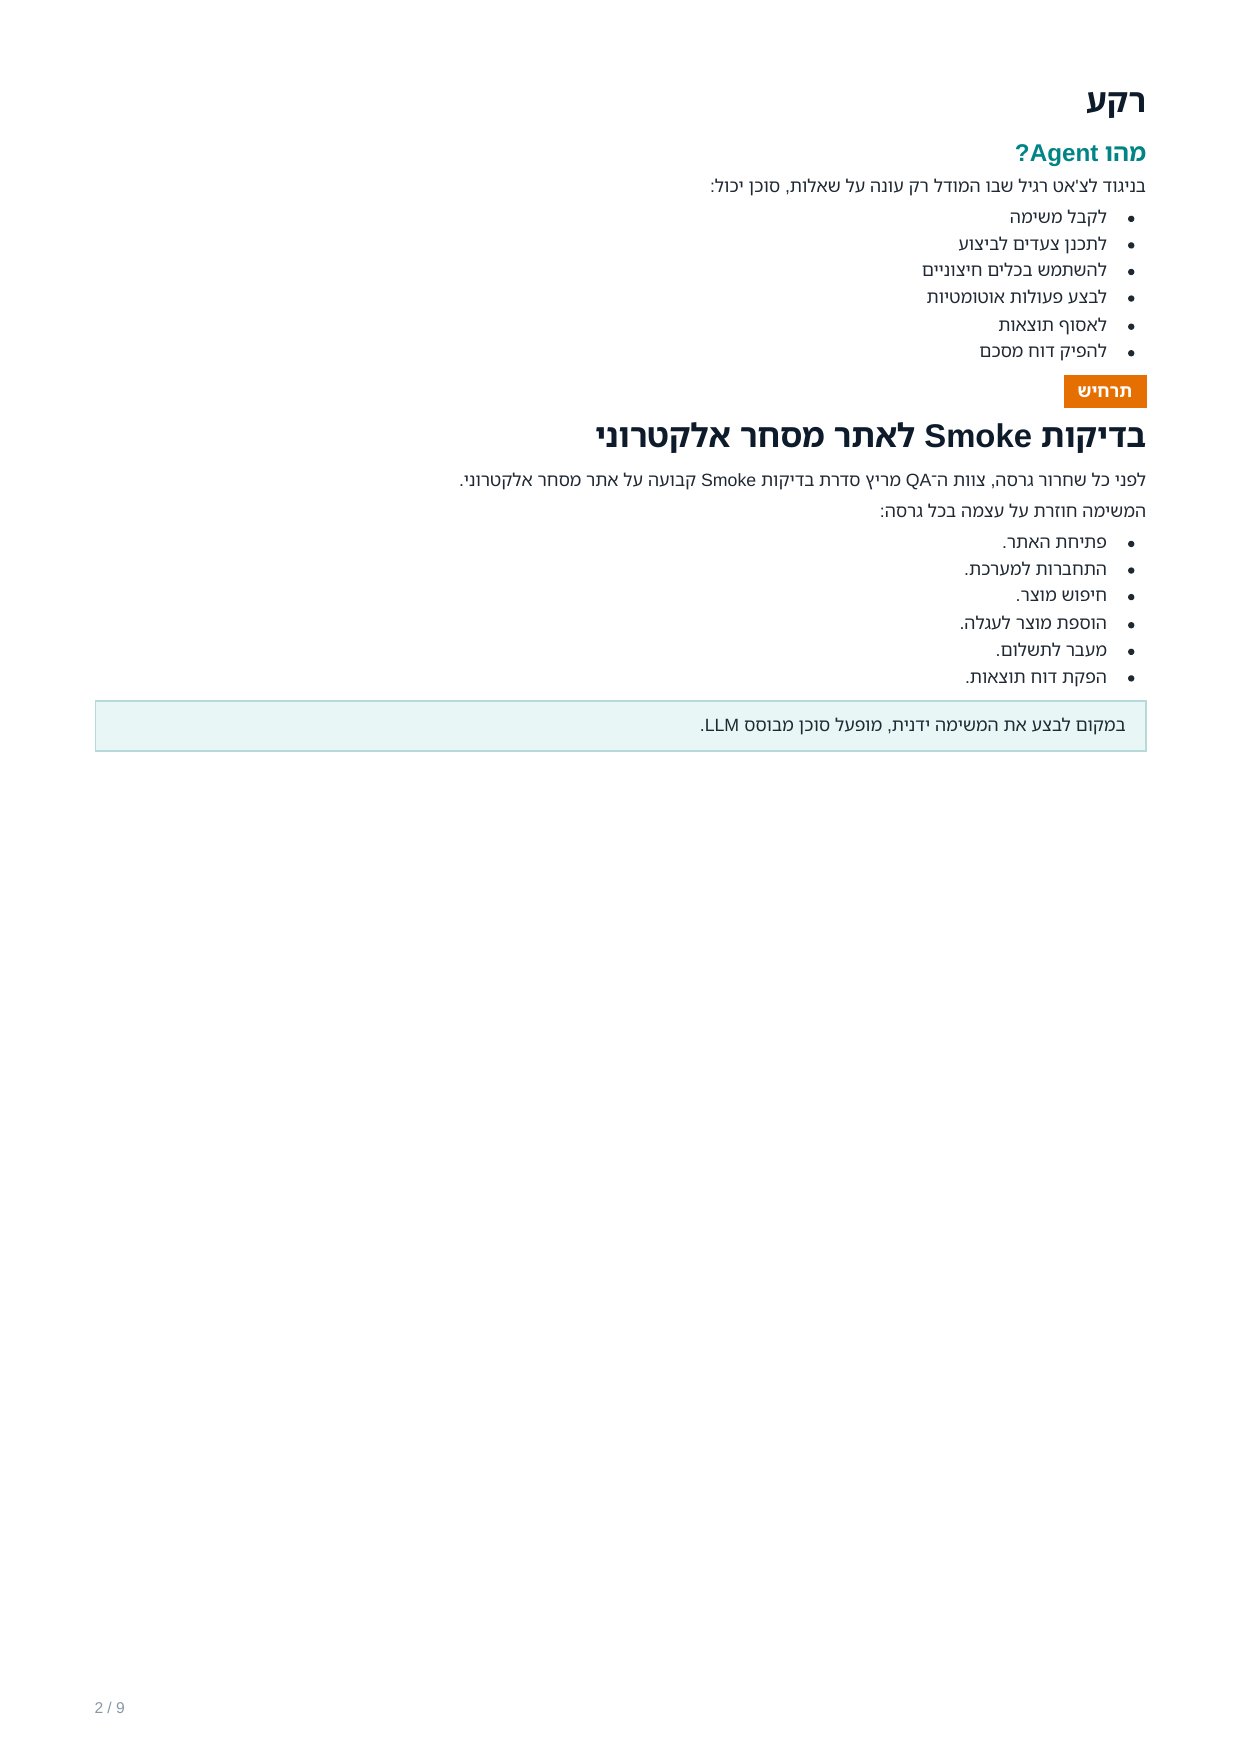 רקע
מהו Agent?
בניגוד לצ'אט רגיל שבו המודל רק עונה על שאלות, סוכן יכול:
• לקבל משימה
• לתכנן צעדים לביצוע
• להשתמש בכלים חיצוניים
• לבצע פעולות אוטומטיות
• לאסוף תוצאות
• להפיק דוח מסכם
תרחיש
בדיקות Smoke לאתר מסחר אלקטרוני
לפני כל שחרור גרסה, צוות ה־QA מריץ סדרת בדיקות Smoke קבועה על אתר מסחר אלקטרוני.
המשימה חוזרת על עצמה בכל גרסה:
• פתיחת האתר.
• התחברות למערכת.
• חיפוש מוצר.
• הוספת מוצר לעגלה.
• מעבר לתשלום.
• הפקת דוח תוצאות.
במקום לבצע את המשימה ידנית, מופעל סוכן מבוסס LLM.
2 / 9